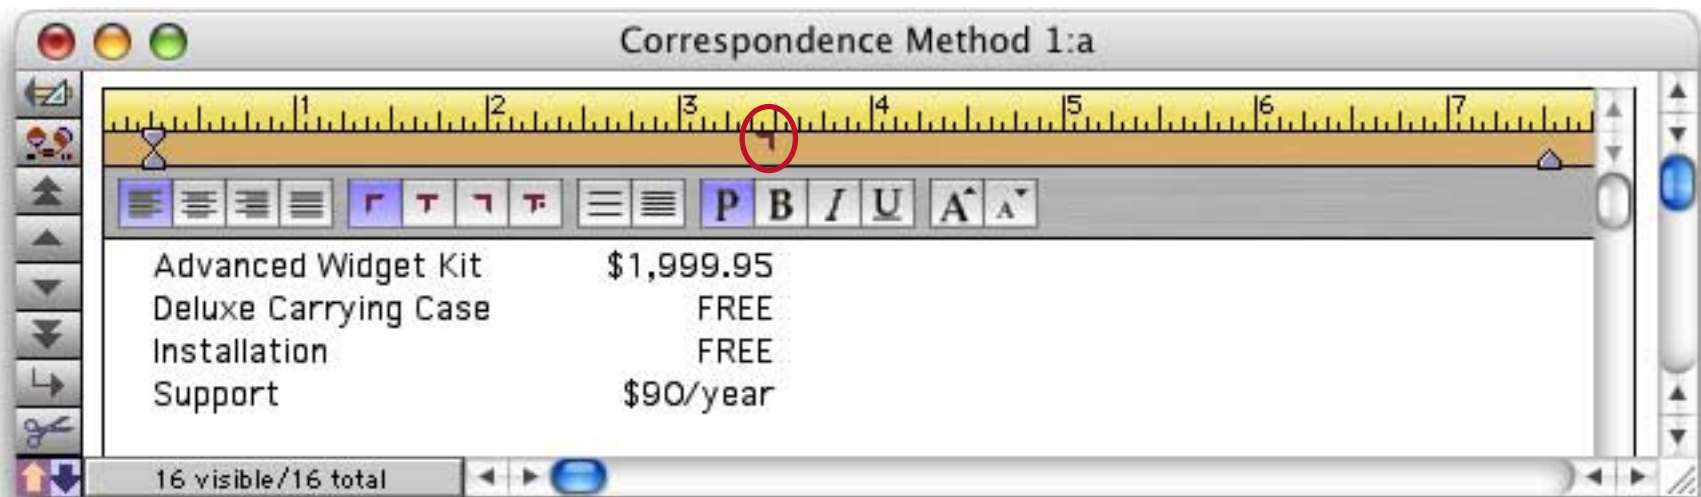 Correspondence Method 1:a
1 2 3 4 5 6 7
P B I U A A
Advanced Widget Kit $1,999.95
Deluxe Carrying Case FREE
Installation FREE
Support $90/year
16 visible/16 total